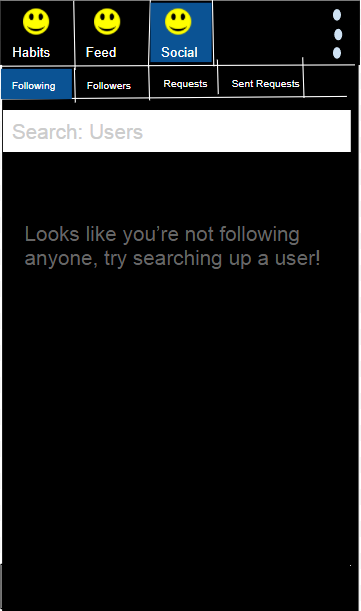 Habits Feed Social
Following Followers Requests Sent Requests
Search: Users
Looks like you're not following
anyone, try searching up a user!